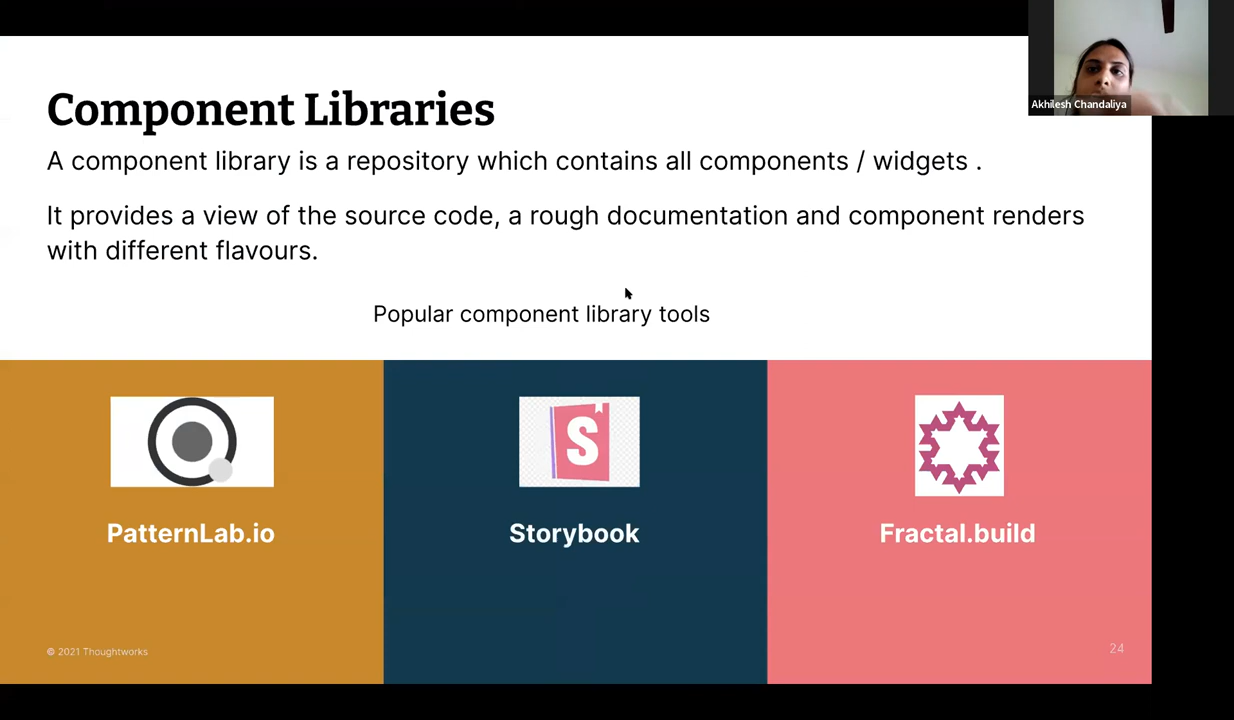 Akhilesh Chandaliya
Component Libraries
A component library is a repository which contains all components / widgets .
It provides a view of the source code, a rough documentation and component renders
with different flavours.
Popular component library tools
S
PatternLab.io
Storybook
Fractal.build
© 2021 Thoughtworks
24